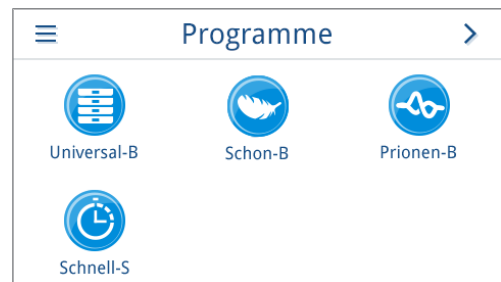 Programme
Universal-B
Schon-B
Prionen-B
Schnell-S